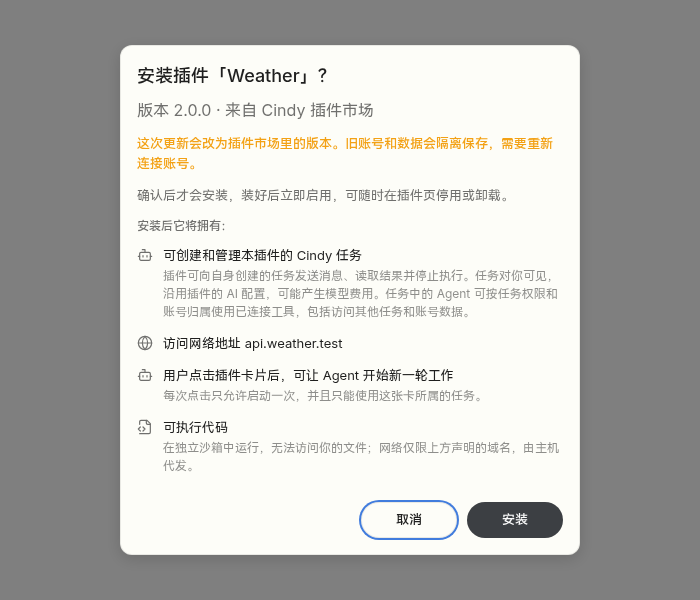 安装插件「Weather」？
版本 2.0.0 · 来自 Cindy 插件市场
这次更新会改为插件市场里的版本。旧账号和数据会隔离保存，需要重新
连接账号。
确认后才会安装，装好后立即启用，可随时在插件页停用或卸载。
安装后它将拥有：
可创建和管理本插件的 Cindy 任务
插件可向自身创建的任务发送消息、读取结果并停止执行。任务对你可见，
沿用插件的 AI 配置，可能产生模型费用。任务中的 Agent 可按任务权限和
账号归属使用已连接工具，包括访问其他任务和账号数据。
访问网络地址 api.weather.test
用户点击插件卡片后，可让 Agent 开始新一轮工作
每次点击只允许启动一次，并且只能使用这张卡所属的任务。
可执行代码
在独立沙箱中运行，无法访问你的文件；网络仅限上方声明的域名，由主机
代发。
取消
安装